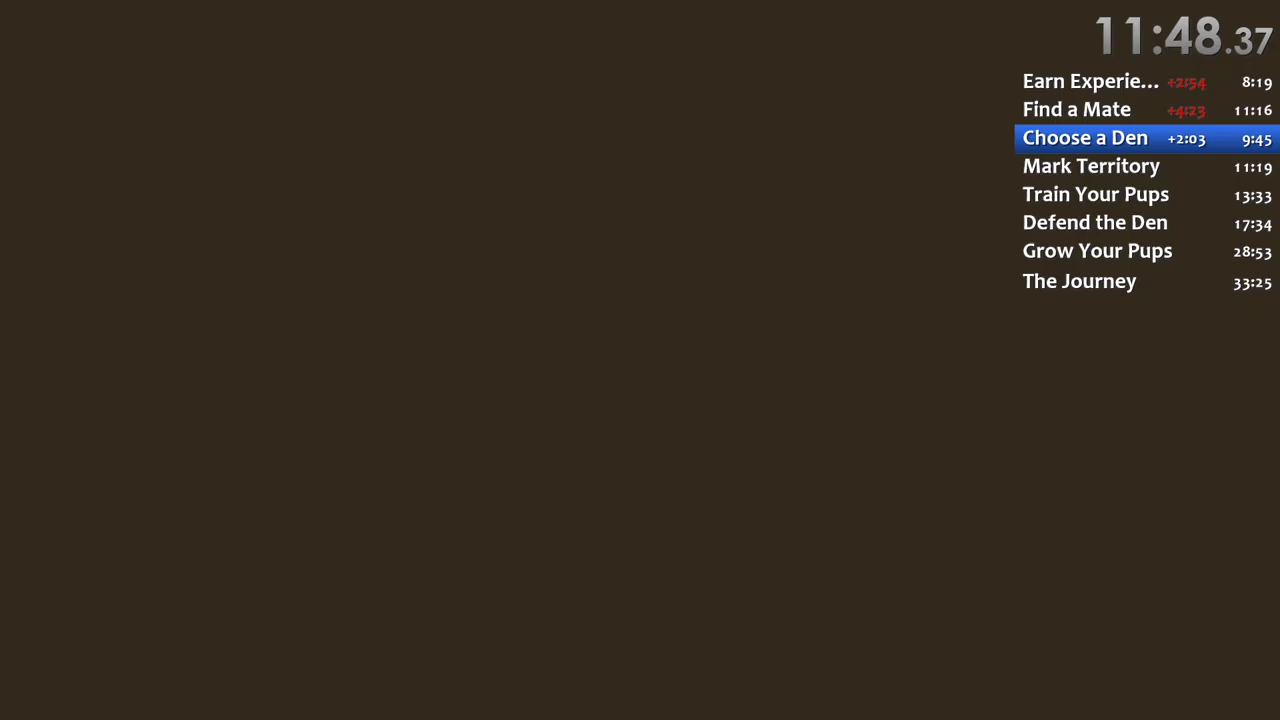 11:48.37
Earn Experie... +2:54 8:19
Find a Mate +4:23 11:16
Choose a Den +2:03 9:45
Mark Territory 11:19
Train Your Pups 13:33
Defend the Den 17:34
Grow Your Pups 28:53
The Journey 33:25